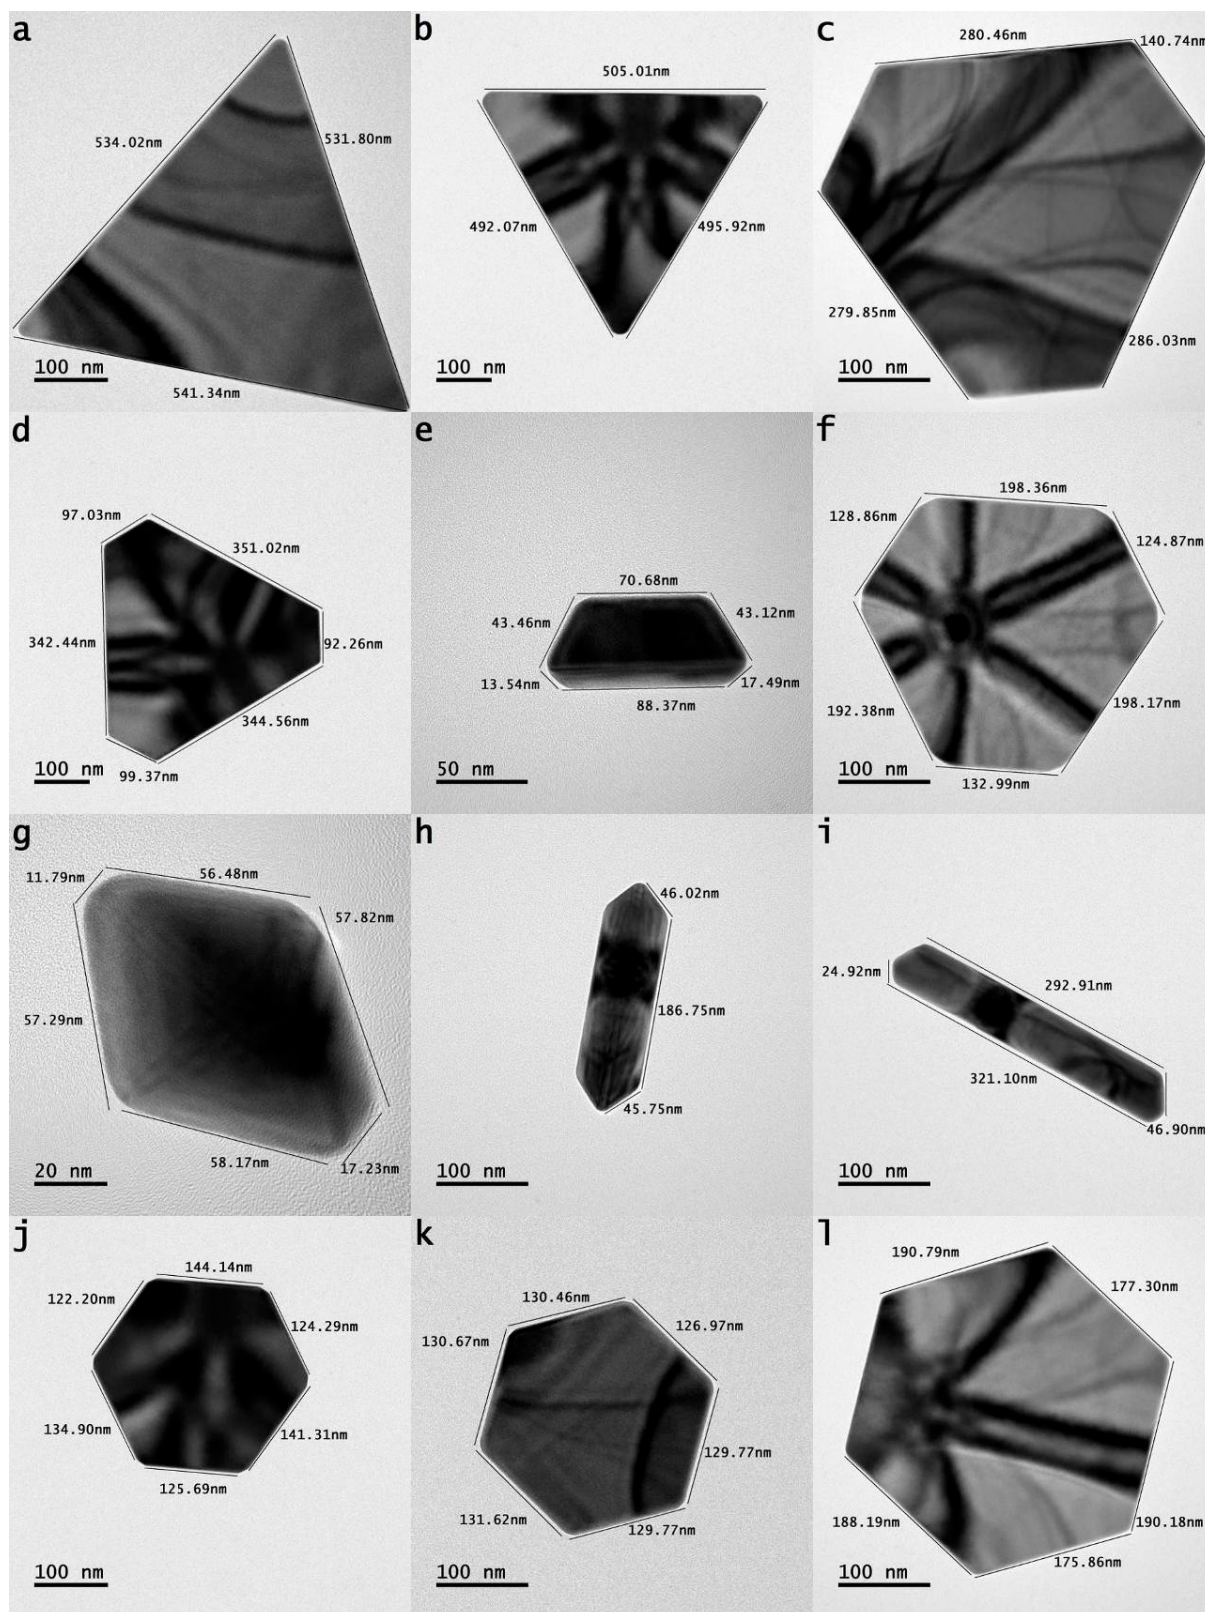 a
534.02nm
531.80nm
541.34nm
100 nm
b
505.01nm
492.07nm
495.92nm
100 nm
c
280.46nm
140.74nm
279.85nm
286.03nm
100 nm
d
97.03nm
351.02nm
342.44nm
92.26nm
344.56nm
99.37nm
100 nm
e
70.68nm
43.46nm
43.12nm
13.54nm
17.49nm
88.37nm
50 nm
f
198.36nm
128.86nm
124.87nm
192.38nm
198.17nm
132.99nm
100 nm
g
11.79nm
56.48nm
57.82nm
57.29nm
58.17nm
17.23nm
20 nm
h
46.02nm
186.75nm
45.75nm
100 nm
i
24.92nm
292.91nm
321.10nm
46.90nm
100 nm
j
144.14nm
122.20nm
124.29nm
134.90nm
141.31nm
125.69nm
100 nm
k
130.46nm
126.97nm
130.67nm
129.77nm
131.62nm
129.77nm
100 nm
l
190.79nm
177.30nm
188.19nm
190.18nm
175.86nm
100 nm